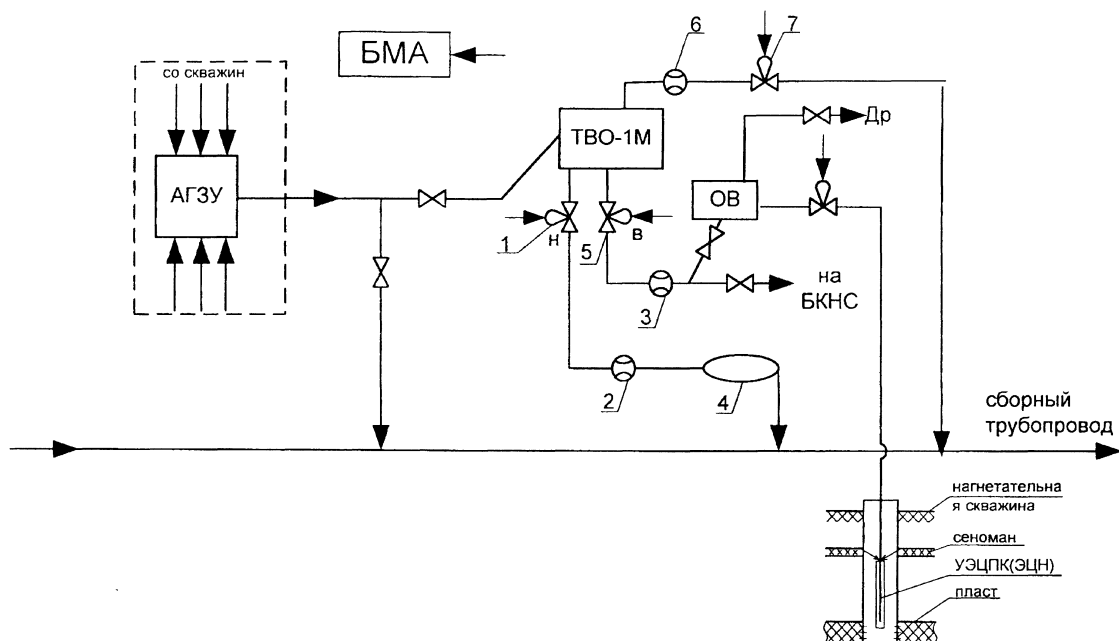 6
7
БМА
со скважин
ТВО-1М
Др
АГЗУ
ОВ
1
н
5
в
на
БКНС
3
2
4
сборный
трубопровод
нагнетательна
я скважина
сеноман
УЭЦПК(ЭЦН)
пласт